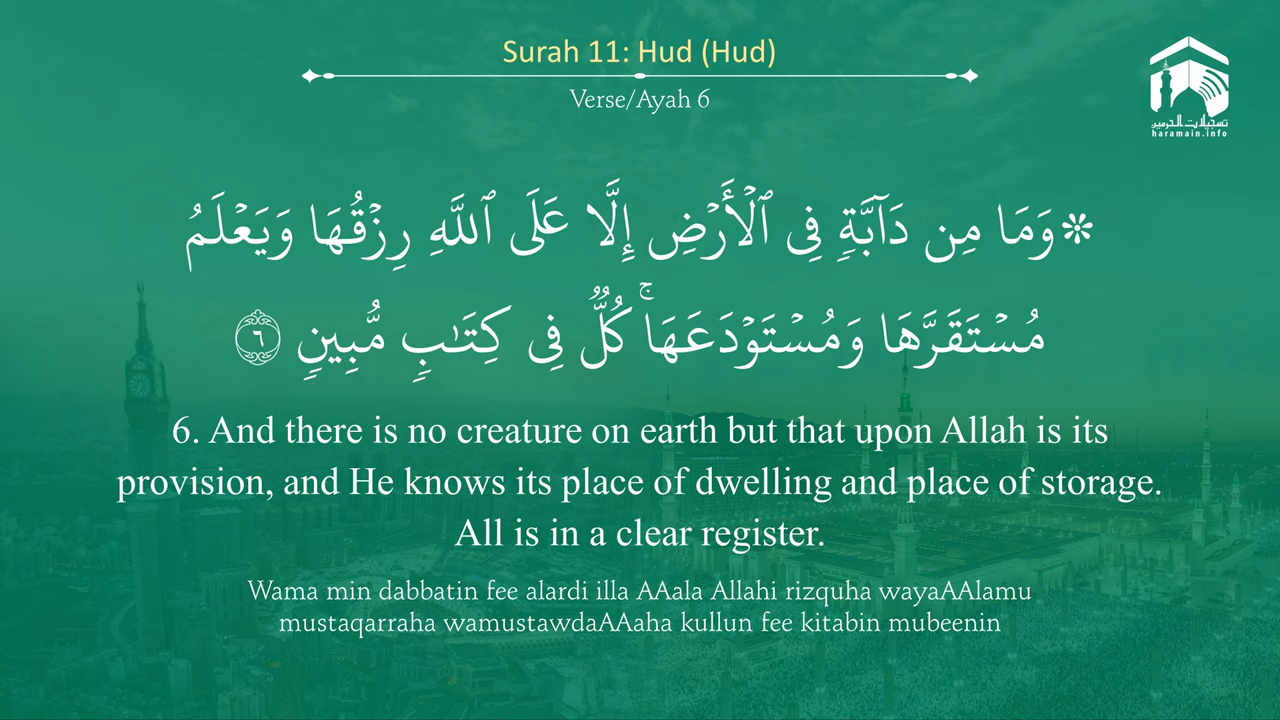 Surah 11: Hud (Hud)
Verse/Ayah 6
تسجيلات الحرمين
haramain.info
۞وَمَا مِن دَآبَّةٖ فِي ٱلۡأَرۡضِ إِلَّا عَلَى ٱللَّهِ رِزۡقُهَا وَيَعۡلَمُ
مُسۡتَقَرَّهَا وَمُسۡتَوۡدَعَهَاۚ كُلّٞ فِي كِتَٰبٖ مُّبِينٖ ٦
6. And there is no creature on earth but that upon Allah is its
provision, and He knows its place of dwelling and place of storage.
All is in a clear register.
Wama min dabbatin fee alardi illa AAala Allahi rizquha wayaAAlamu
mustaqarraha wamustawdaAAaha kullun fee kitabin mubeenin